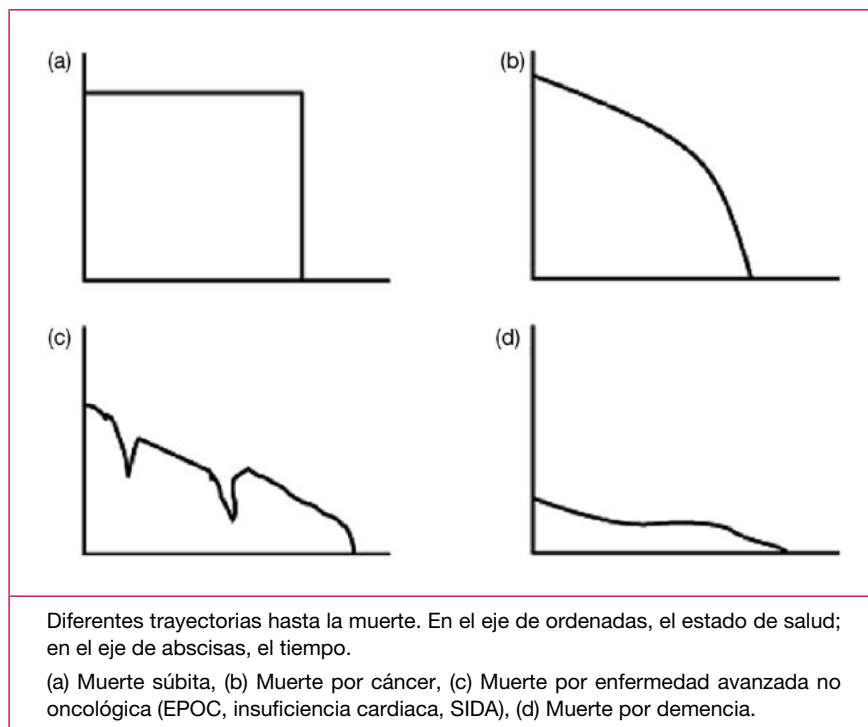 (a)
(b)
(c)
(d)
Diferentes trayectorias hasta la muerte. En el eje de ordenadas, el estado de salud;
en el eje de abscisas, el tiempo.
(a) Muerte súbita, (b) Muerte por cáncer, (c) Muerte por enfermedad avanzada no
oncológica (EPOC, insuficiencia cardiaca, SIDA), (d) Muerte por demencia.